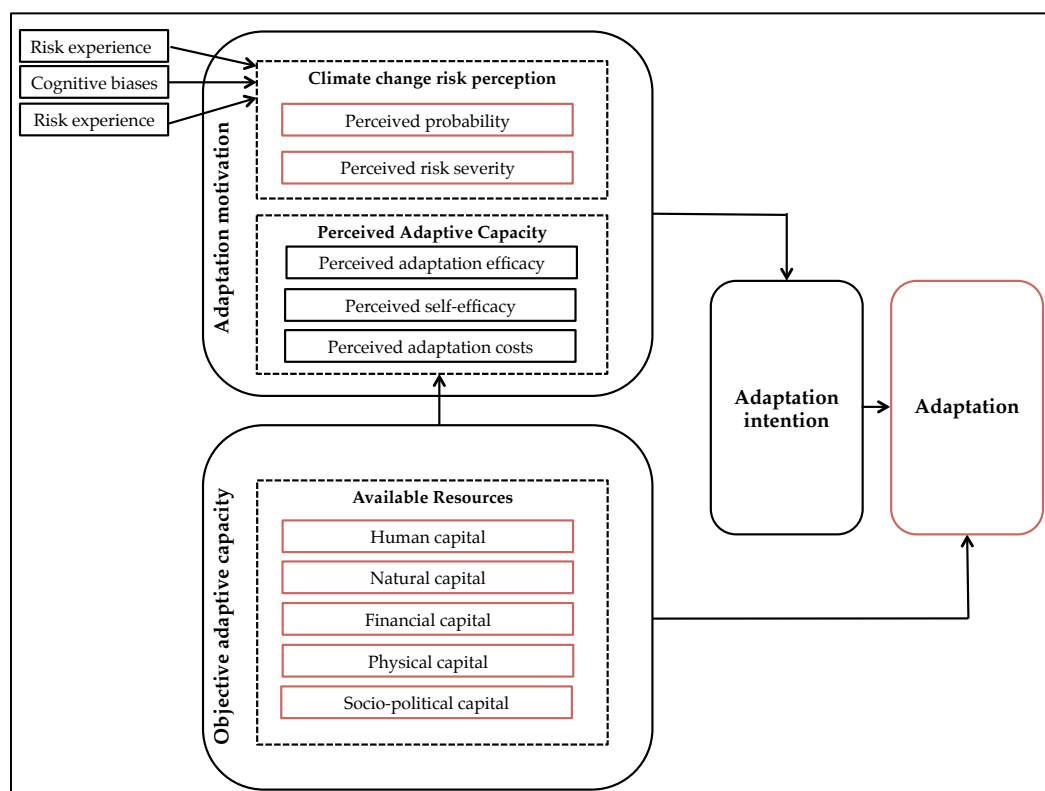 Risk experience
Cognitive biases
Risk experience
Adaptation motivation
Climate change risk perception
Perceived probability
Perceived risk severity
Perceived Adaptive Capacity
Perceived adaptation efficacy
Perceived self-efficacy
Perceived adaptation costs
Objective adaptive capacity
Available Resources
Human capital
Natural capital
Financial capital
Physical capital
Socio-political capital
Adaptation
intention
Adaptation